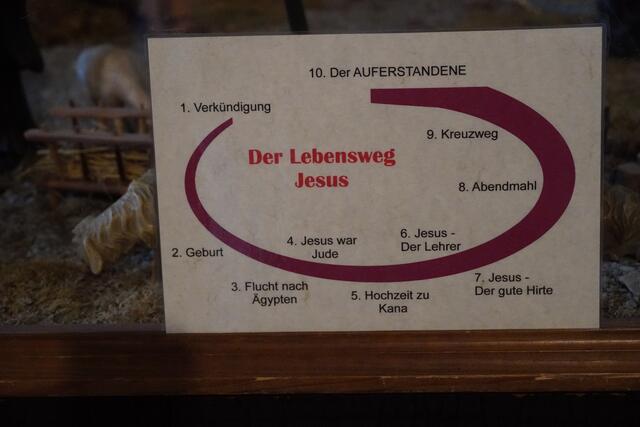 10. Der AUFERSTANDENE
1. Verkündigung
9. Kreuzweg
Der Lebensweg
Jesus
8. Abendmahl
2. Geburt
4. Jesus war
Jude
6. Jesus -
Der Lehrer
3. Flucht nach
Ägypten
5. Hochzeit zu
Kana
7. Jesus -
Der gute Hirte